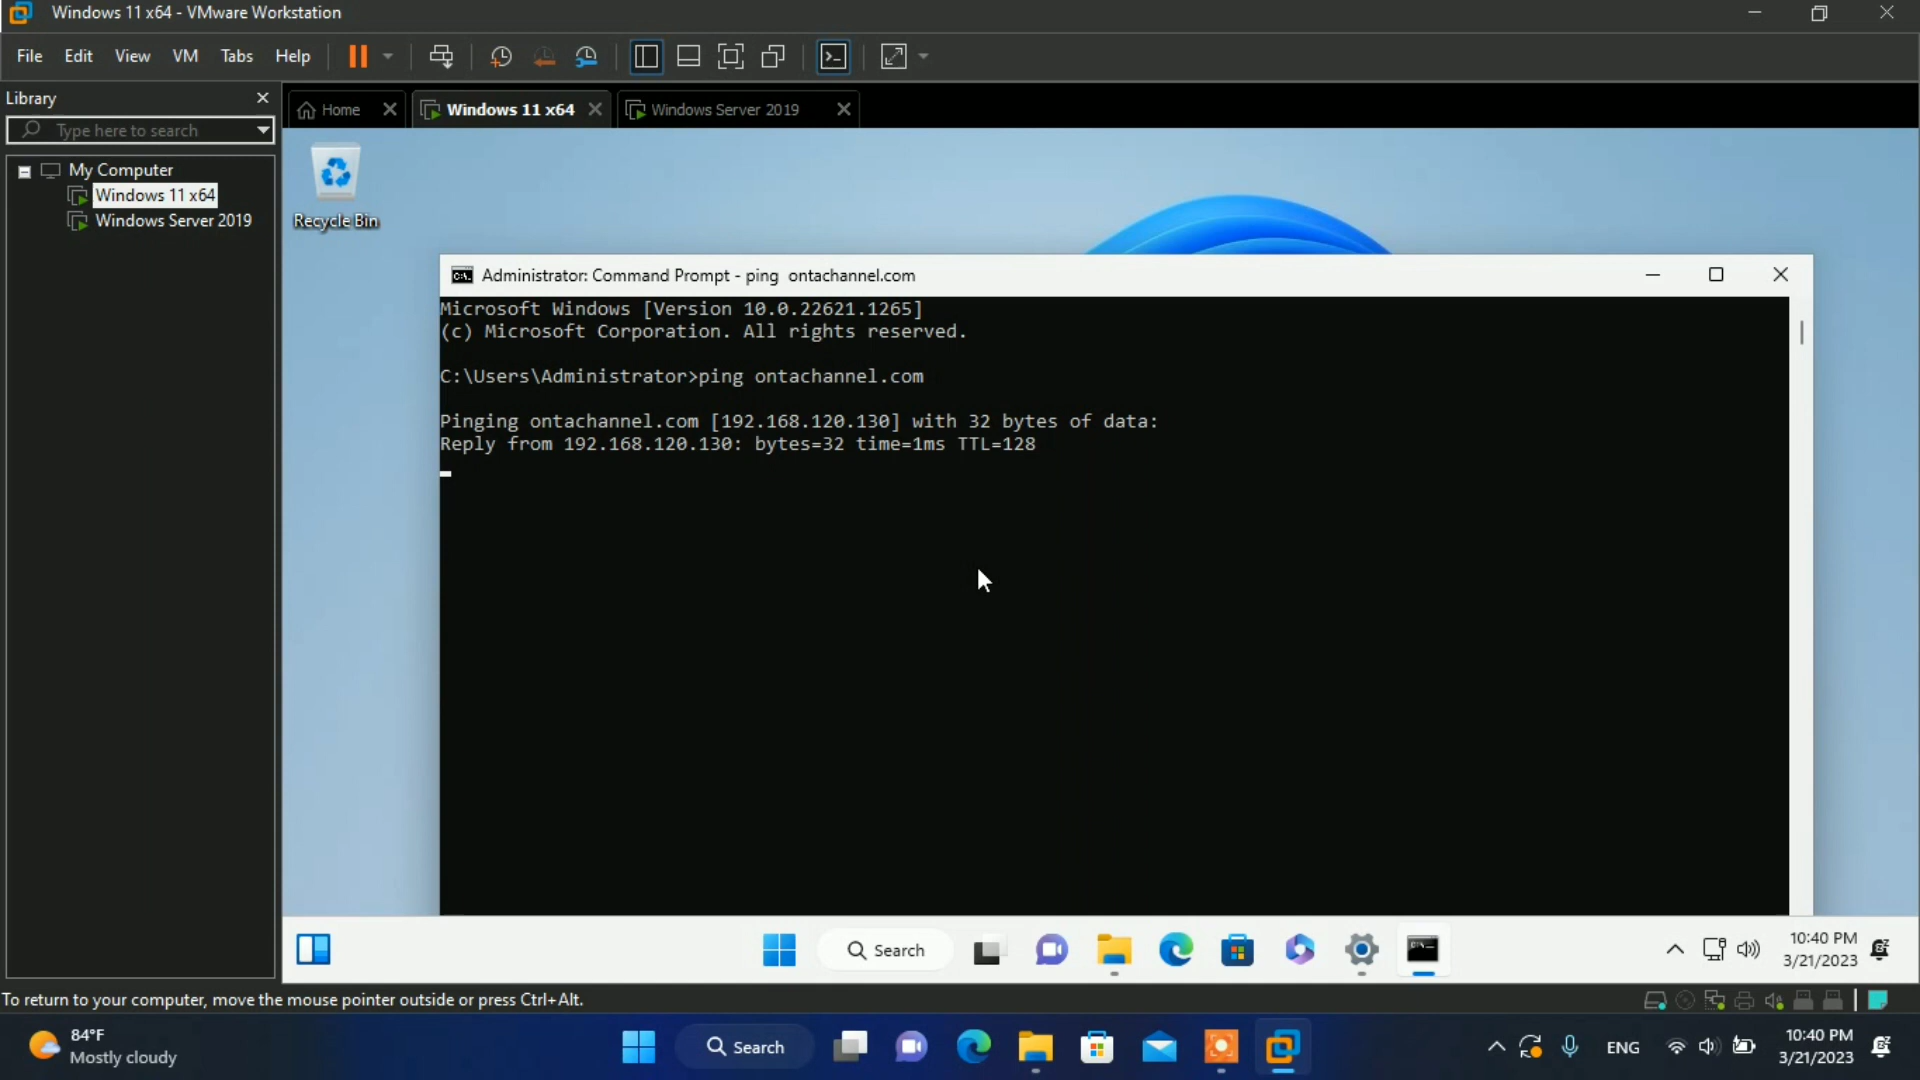 Windows 11 x64 - VMware Workstation
File Edit View VM Tabs Help
Library
Type here to search
My Computer
Windows 11 x64
Windows Server 2019
Home
Windows 11 x64
Windows Server 2019
Recycle Bin
Administrator: Command Prompt - ping  ontachannel.com
Microsoft Windows [Version 10.0.22621.1265]
(c) Microsoft Corporation. All rights reserved.
C:\Users\Administrator>ping ontachannel.com
Pinging ontachannel.com [192.168.120.130] with 32 bytes of data:
Reply from 192.168.120.130: bytes=32 time=1ms TTL=128
Search
10:40 PM
3/21/2023
To return to your computer, move the mouse pointer outside or press Ctrl+Alt.
84°F
Mostly cloudy
Search
ENG
10:40 PM
3/21/2023